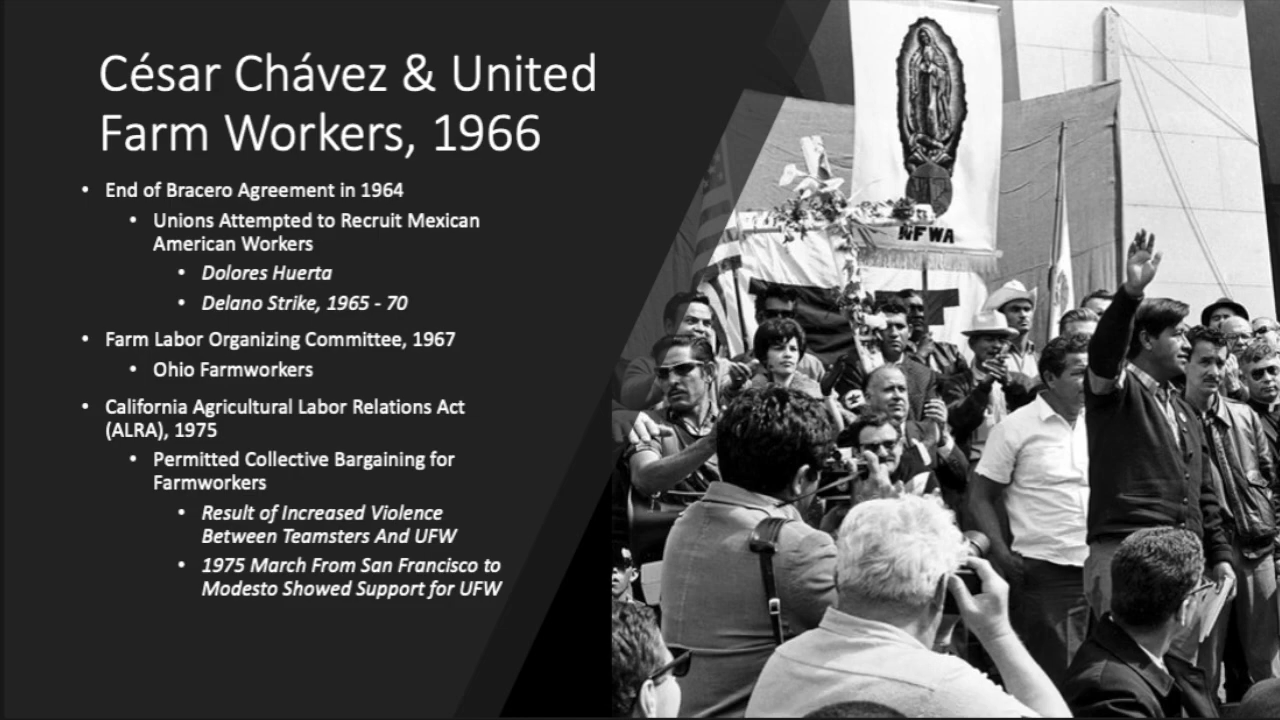 César Chávez & United
Farm Workers, 1966
• End of Bracero Agreement in 1964
• Unions Attempted to Recruit Mexican
American Workers
• Dolores Huerta
• Delano Strike, 1965 - 70
• Farm Labor Organizing Committee, 1967
• Ohio Farmworkers
• California Agricultural Labor Relations Act
(ALRA), 1975
• Permitted Collective Bargaining for
Farmworkers
• Result of Increased Violence
Between Teamsters And UFW
• 1975 March From San Francisco to
Modesto Showed Support for UFW
NFWA